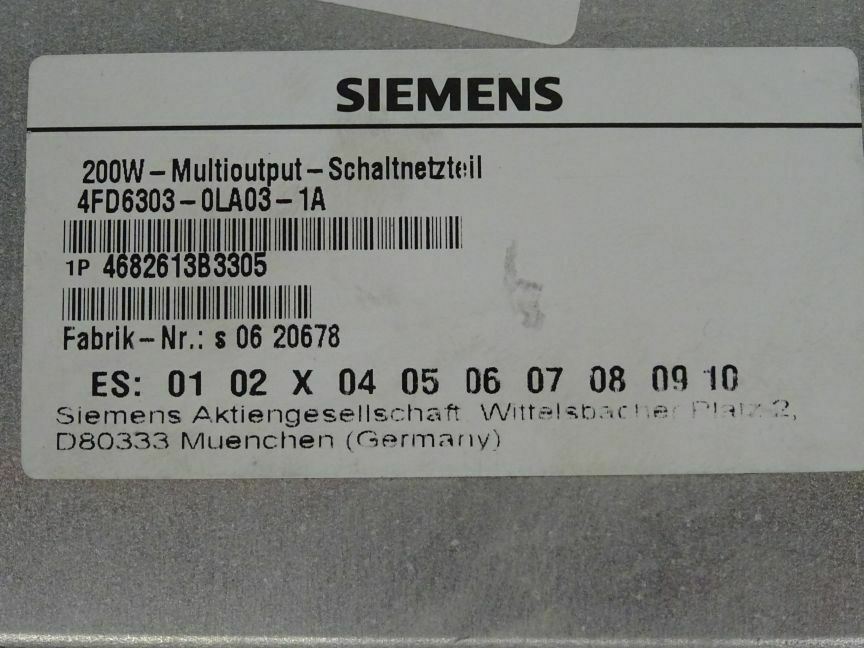 SIEMENS
200W-Multioutput-Schaltnetzteil
4FD6303-0LA03-1A
1P 4682613B3305
Fabrik-Nr.: s 06 20678
ES: 01 02 X 04 05 06 07 08 09 10
Siemens Aktiengesellschaft, Wittelsbacher Platz 2,
D80333 Muenchen (Germany)